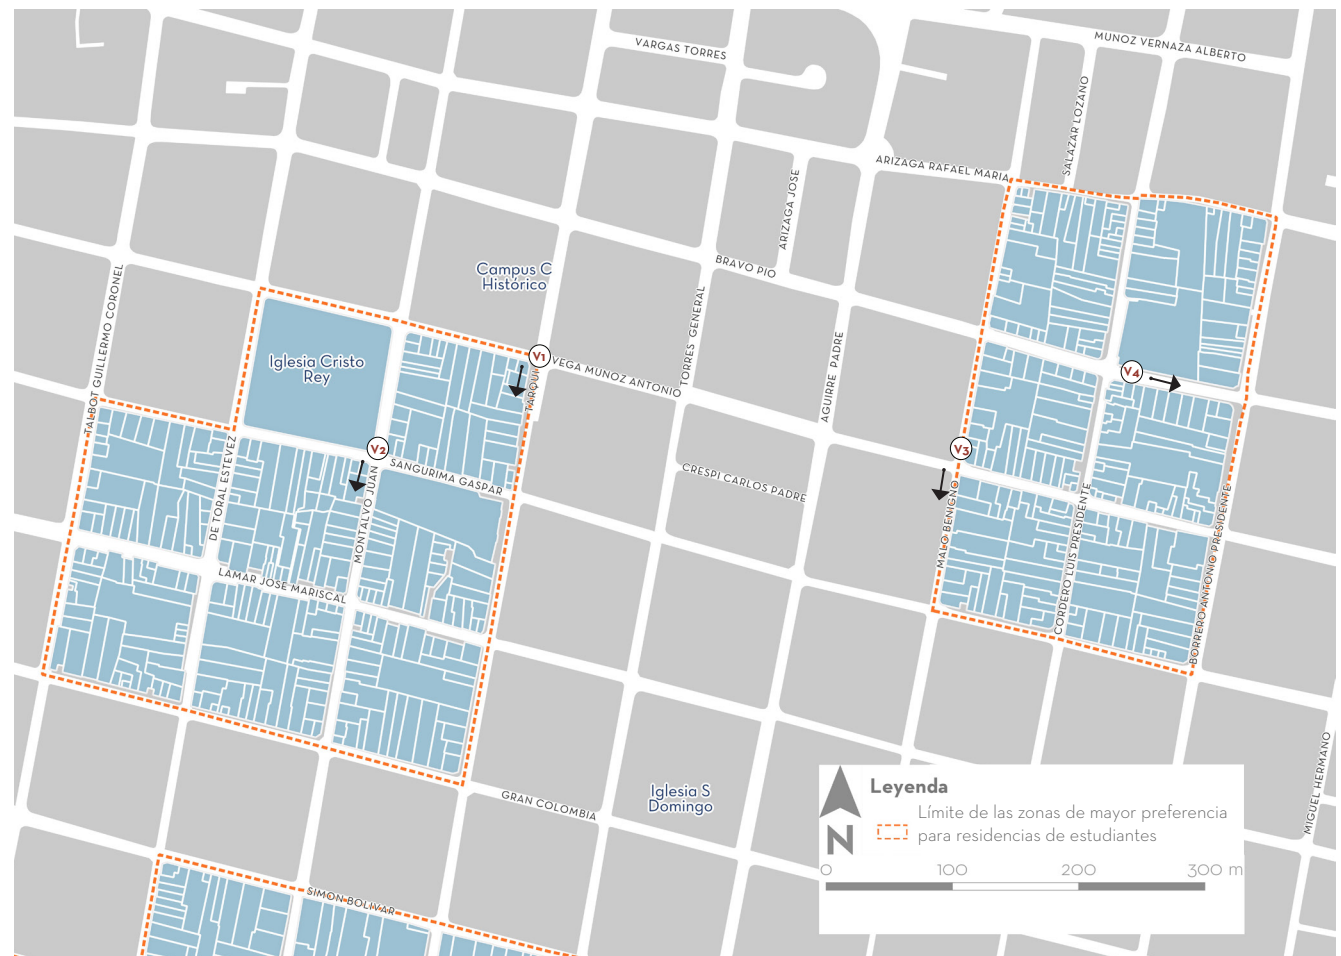 VARGAS TORRES
MUNOZ VERNAZA ALBERTO
SALAZAR LOZANO
ARIZAGA RAFAEL MARIA
ARIZAGA JOSE
BRAVO PIO
Campus C
Histórico
TALBOT GUILLERMO CORONEL
TORRES GENERAL
AGUIRRE PADRE
Iglesia Cristo
Rey
V1
VEGA MUNOZ ANTONIO
TARQUI
V4
V2
V3
SANGURIMA GASPAR
DE TORAL ESTEVEZ
MONTALVO JUAN
CRESPI CARLOS PADRE
MALO BENIGNO
CORDERO LUIS PRESIDENTE
BORRERO ANTONIO PRESIDENTE
LAMAR JOSE MARISCAL
GRAN COLOMBIA
Iglesia S
Domingo
MIGUEL HERMANO
SIMON BOLIVAR
Leyenda
Límite de las zonas de mayor preferencia
para residencias de estudiantes
N
0 100 200 300 m